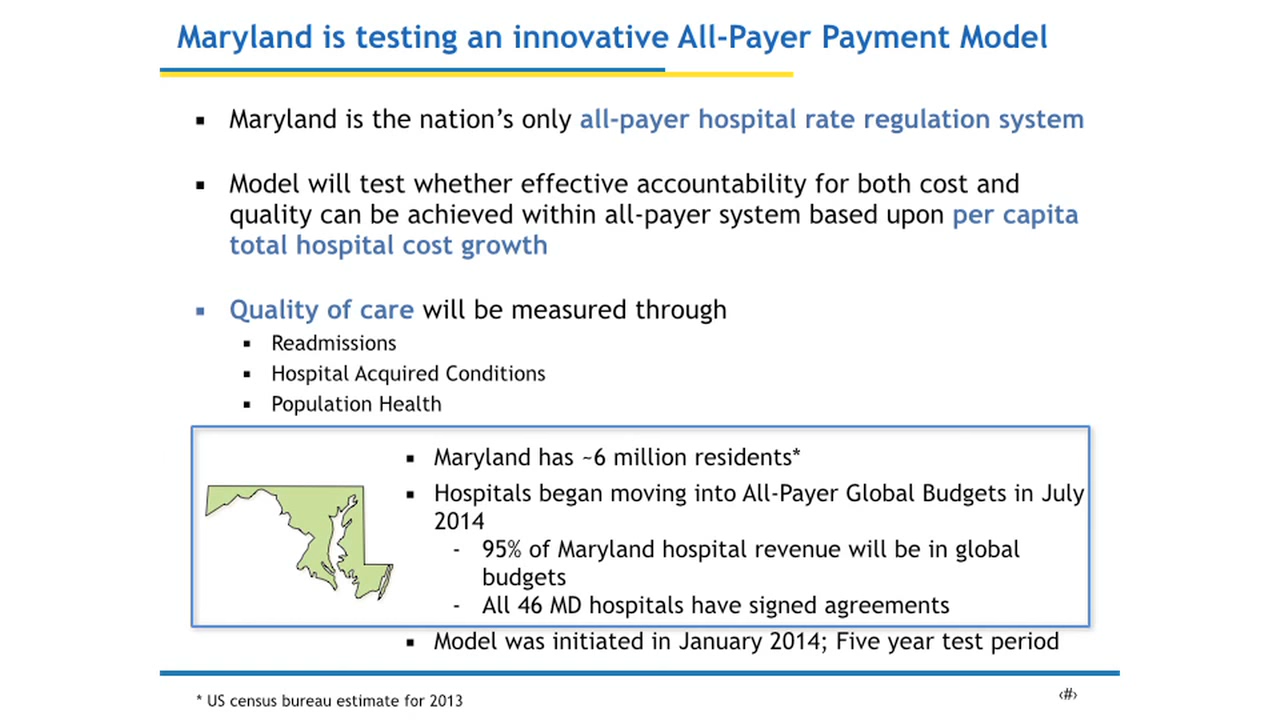 Maryland is testing an innovative All-Payer Payment Model
▪ Maryland is the nation's only all-payer hospital rate regulation system
▪ Model will test whether effective accountability for both cost and
quality can be achieved within all-payer system based upon per capita
total hospital cost growth
▪ Quality of care will be measured through
▪ Readmissions
▪ Hospital Acquired Conditions
▪ Population Health
▪ Maryland has ~6 million residents*
▪ Hospitals began moving into All-Payer Global Budgets in July
2014
- 95% of Maryland hospital revenue will be in global
budgets
- All 46 MD hospitals have signed agreements
▪ Model was initiated in January 2014; Five year test period
* US census bureau estimate for 2013
‹#›